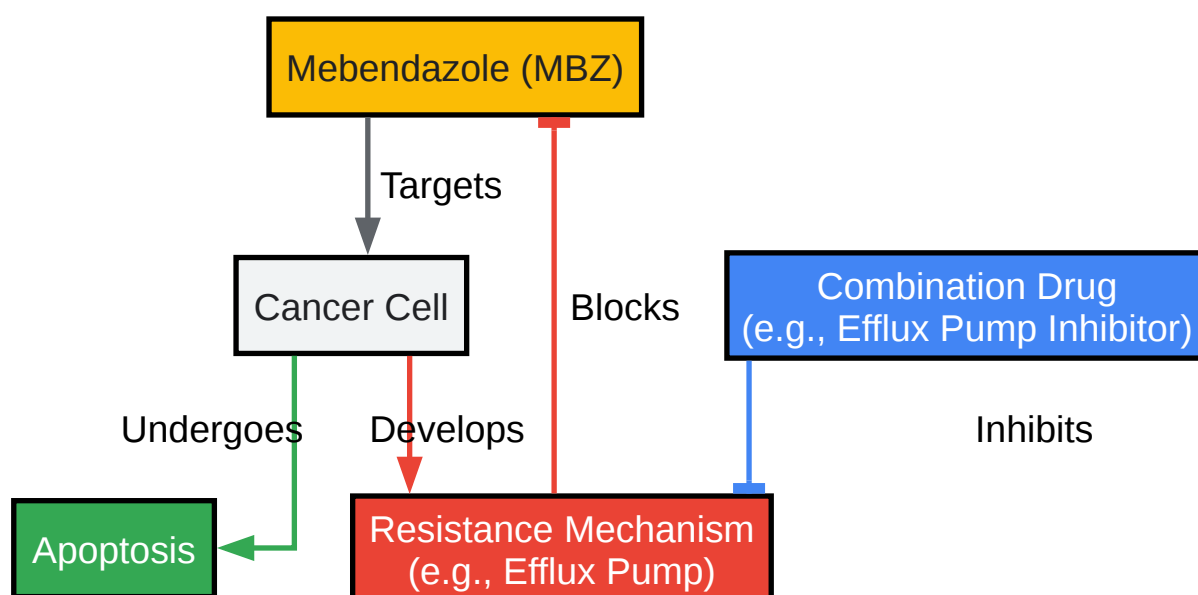 Mebendazole (MBZ)
Targets
Cancer Cell
Blocks
Combination Drug
(e.g., Efflux Pump Inhibitor)
Undergoes
Develops
Inhibits
Apoptosis
Resistance Mechanism
(e.g., Efflux Pump)